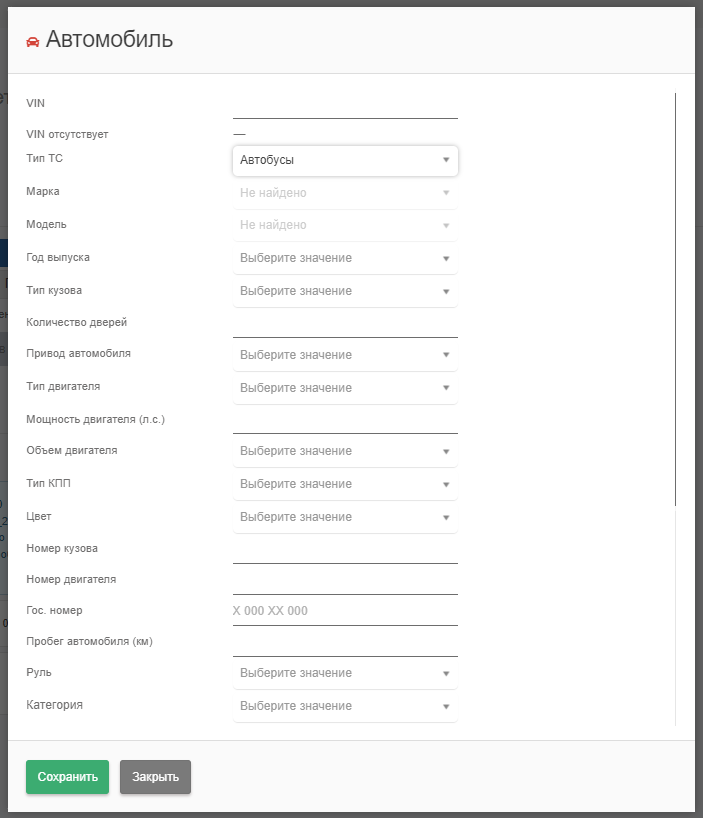 Автомобиль
VIN
VIN отсутствует —
Тип ТС Автобусы
Марка Не найдено
Модель Не найдено
Год выпуска Выберите значение
Тип кузова Выберите значение
Количество дверей
Привод автомобиля Выберите значение
Тип двигателя Выберите значение
Мощность двигателя (л.с.)
Объем двигателя Выберите значение
Тип КПП Выберите значение
Цвет Выберите значение
Номер кузова
Номер двигателя
Гос. номер X 000 XX 000
Пробег автомобиля (км)
Руль Выберите значение
Категория Выберите значение
Сохранить Закрыть